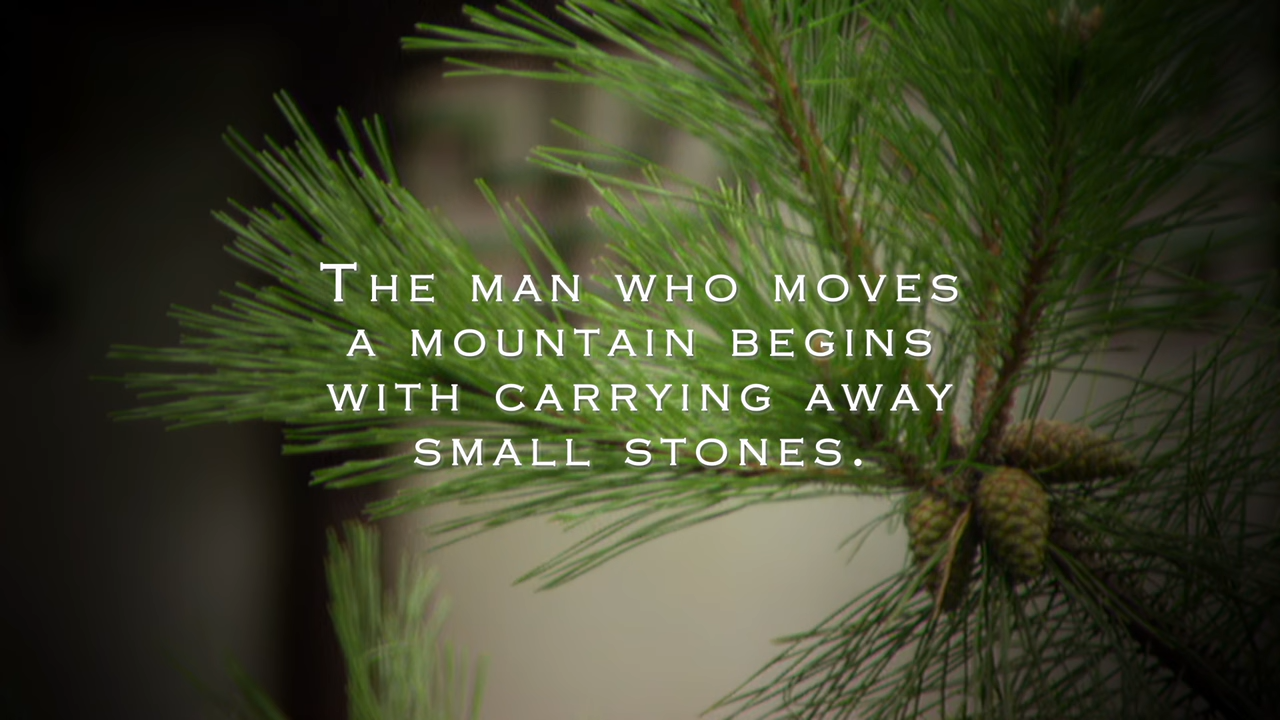 The man who moves
a mountain begins
with carrying away
small stones.